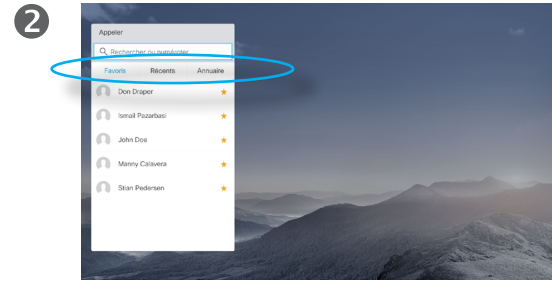 2
Appeler
Rechercher ou numéroter
Favoris Récents Annuaire
Don Draper
Ismail Pazarbasi
John Doe
Manny Calavera
Stian Pedersen